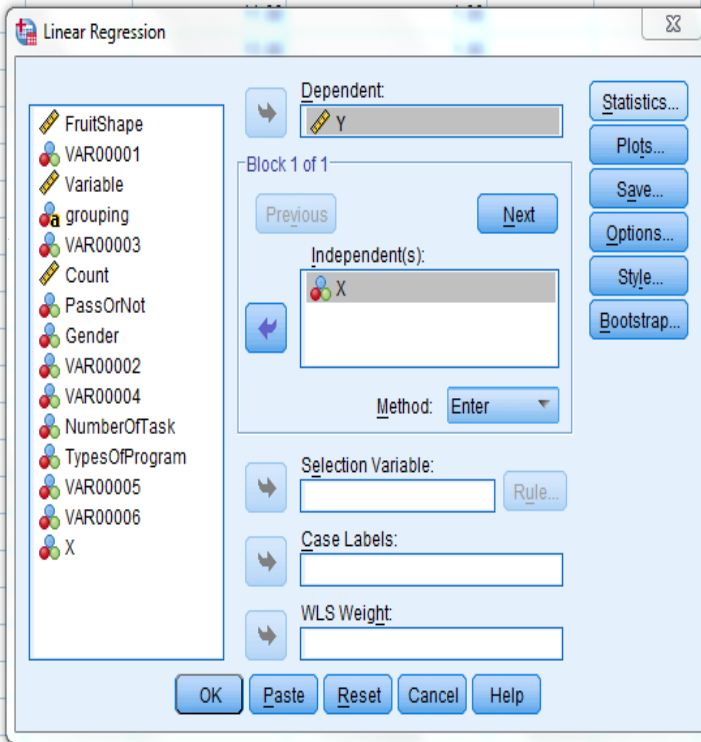 Linear Regression
FruitShape
VAR00001
Variable
a grouping
VAR00003
Count
PassOrNot
Gender
VAR00002
VAR00004
NumberOfTask
TypesOfProgram
VAR00005
VAR00006
X
Dependent:
Y
Block 1 of 1
Previous
Next
Independent(s):
X
Method: Enter
Selection Variable:
Rule...
Case Labels:
WLS Weight:
Statistics...
Plots...
Save...
Options...
Style...
Bootstrap...
OK Paste Reset Cancel Help